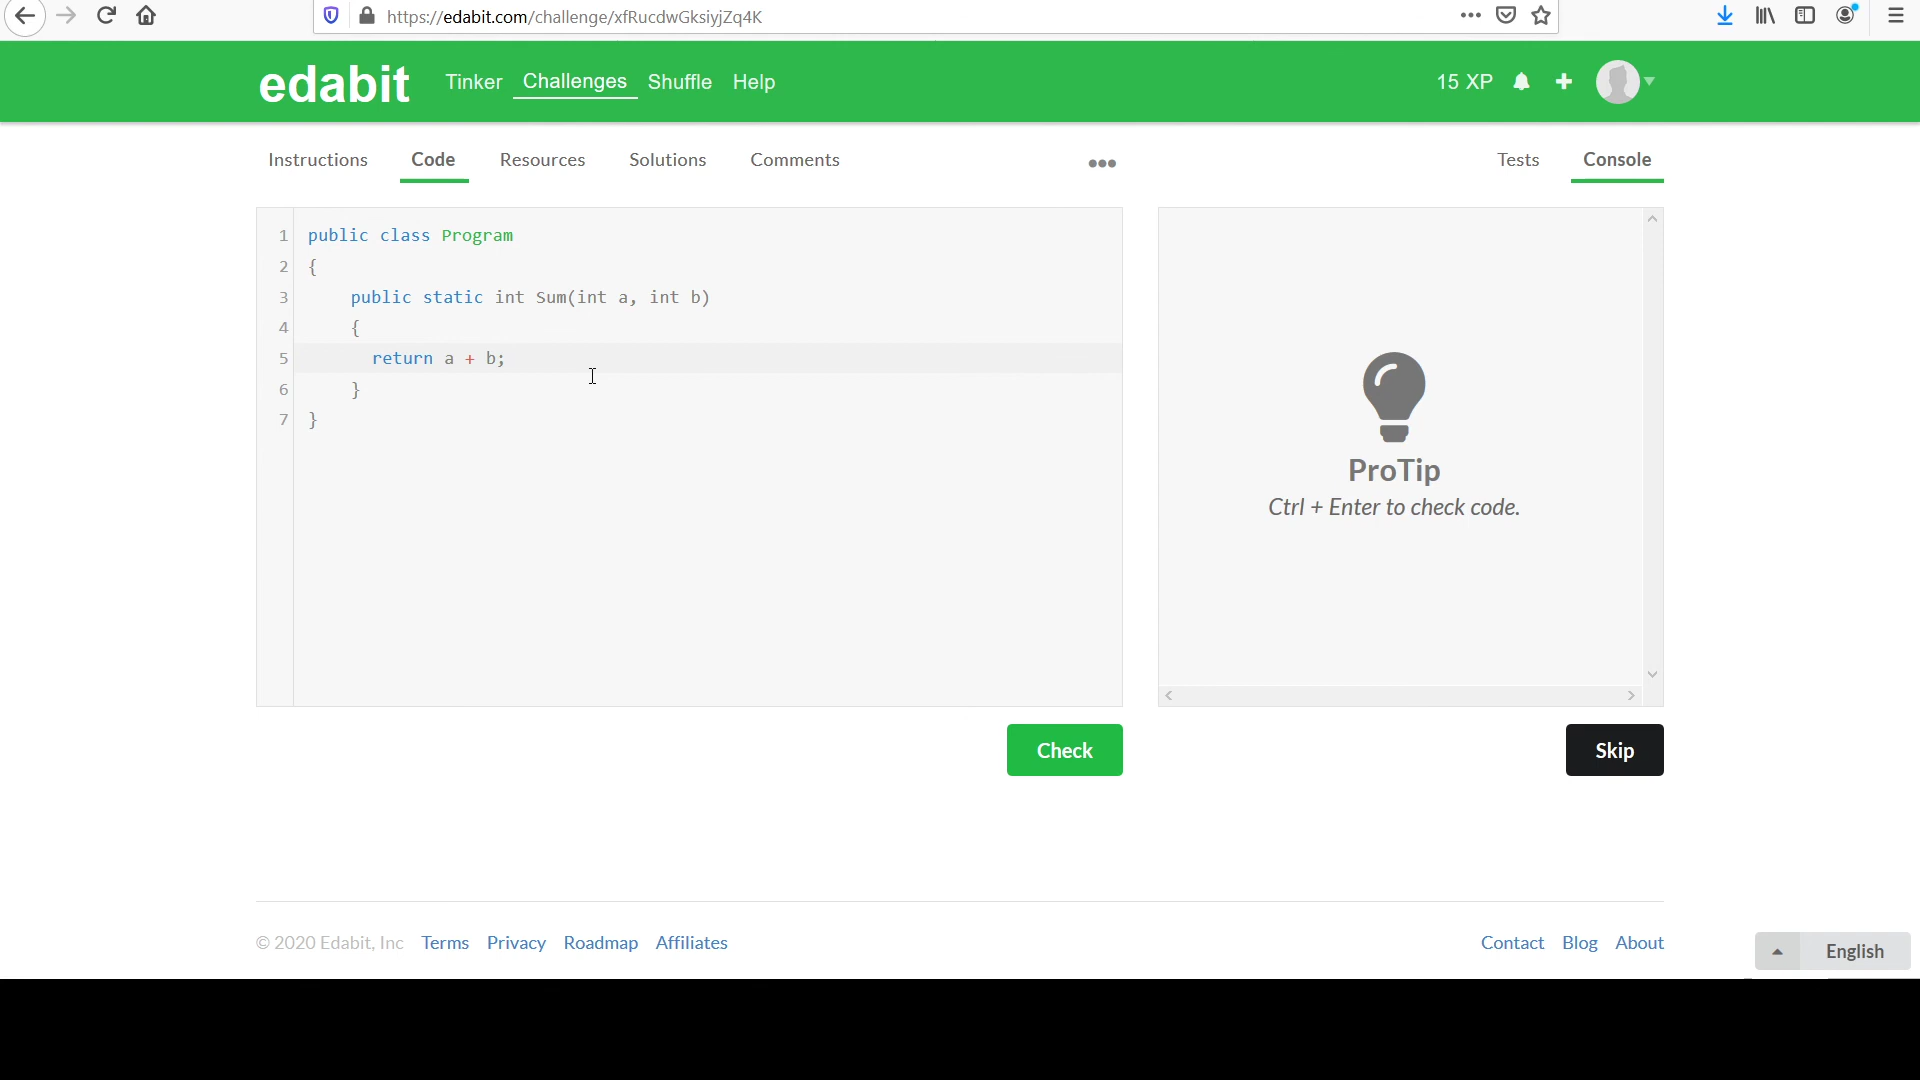 https://edabit.com/challenge/xfRucdwGksiyjZq4K
edabit Tinker Challenges Shuffle Help 15 XP
Instructions Code Resources Solutions Comments Tests Console
1 public class Program
2 {
3 public static int Sum(int a, int b)
4 {
5 return a + b;
6 }
7 }
ProTip
Ctrl + Enter to check code.
Check Skip
© 2020 Edabit, Inc Terms Privacy Roadmap Affiliates Contact Blog About
English